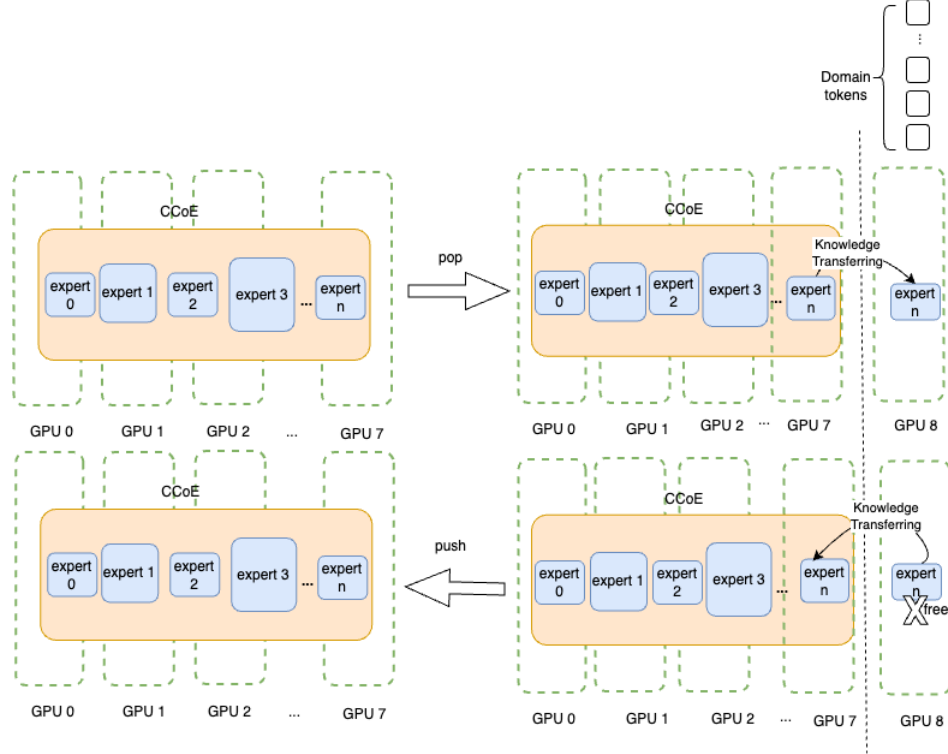 Domain
tokens
...
CCoE
expert
0
expert 1
expert
2
expert 3
...
expert
n
GPU 0
GPU 1
GPU 2
...
GPU 7
pop
CCoE
expert
0
expert 1
expert
2
expert 3
...
expert
n
Knowledge
Transferring
expert
n
GPU 0
GPU 1
GPU 2
...
GPU 7
GPU 8
CCoE
expert
0
expert 1
expert
2
expert 3
...
expert
n
GPU 0
GPU 1
GPU 2
...
GPU 7
push
CCoE
expert
0
expert 1
expert
2
expert 3
...
expert
n
Knowledge
Transferring
expert
n
free
GPU 0
GPU 1
GPU 2
...
GPU 7
GPU 8